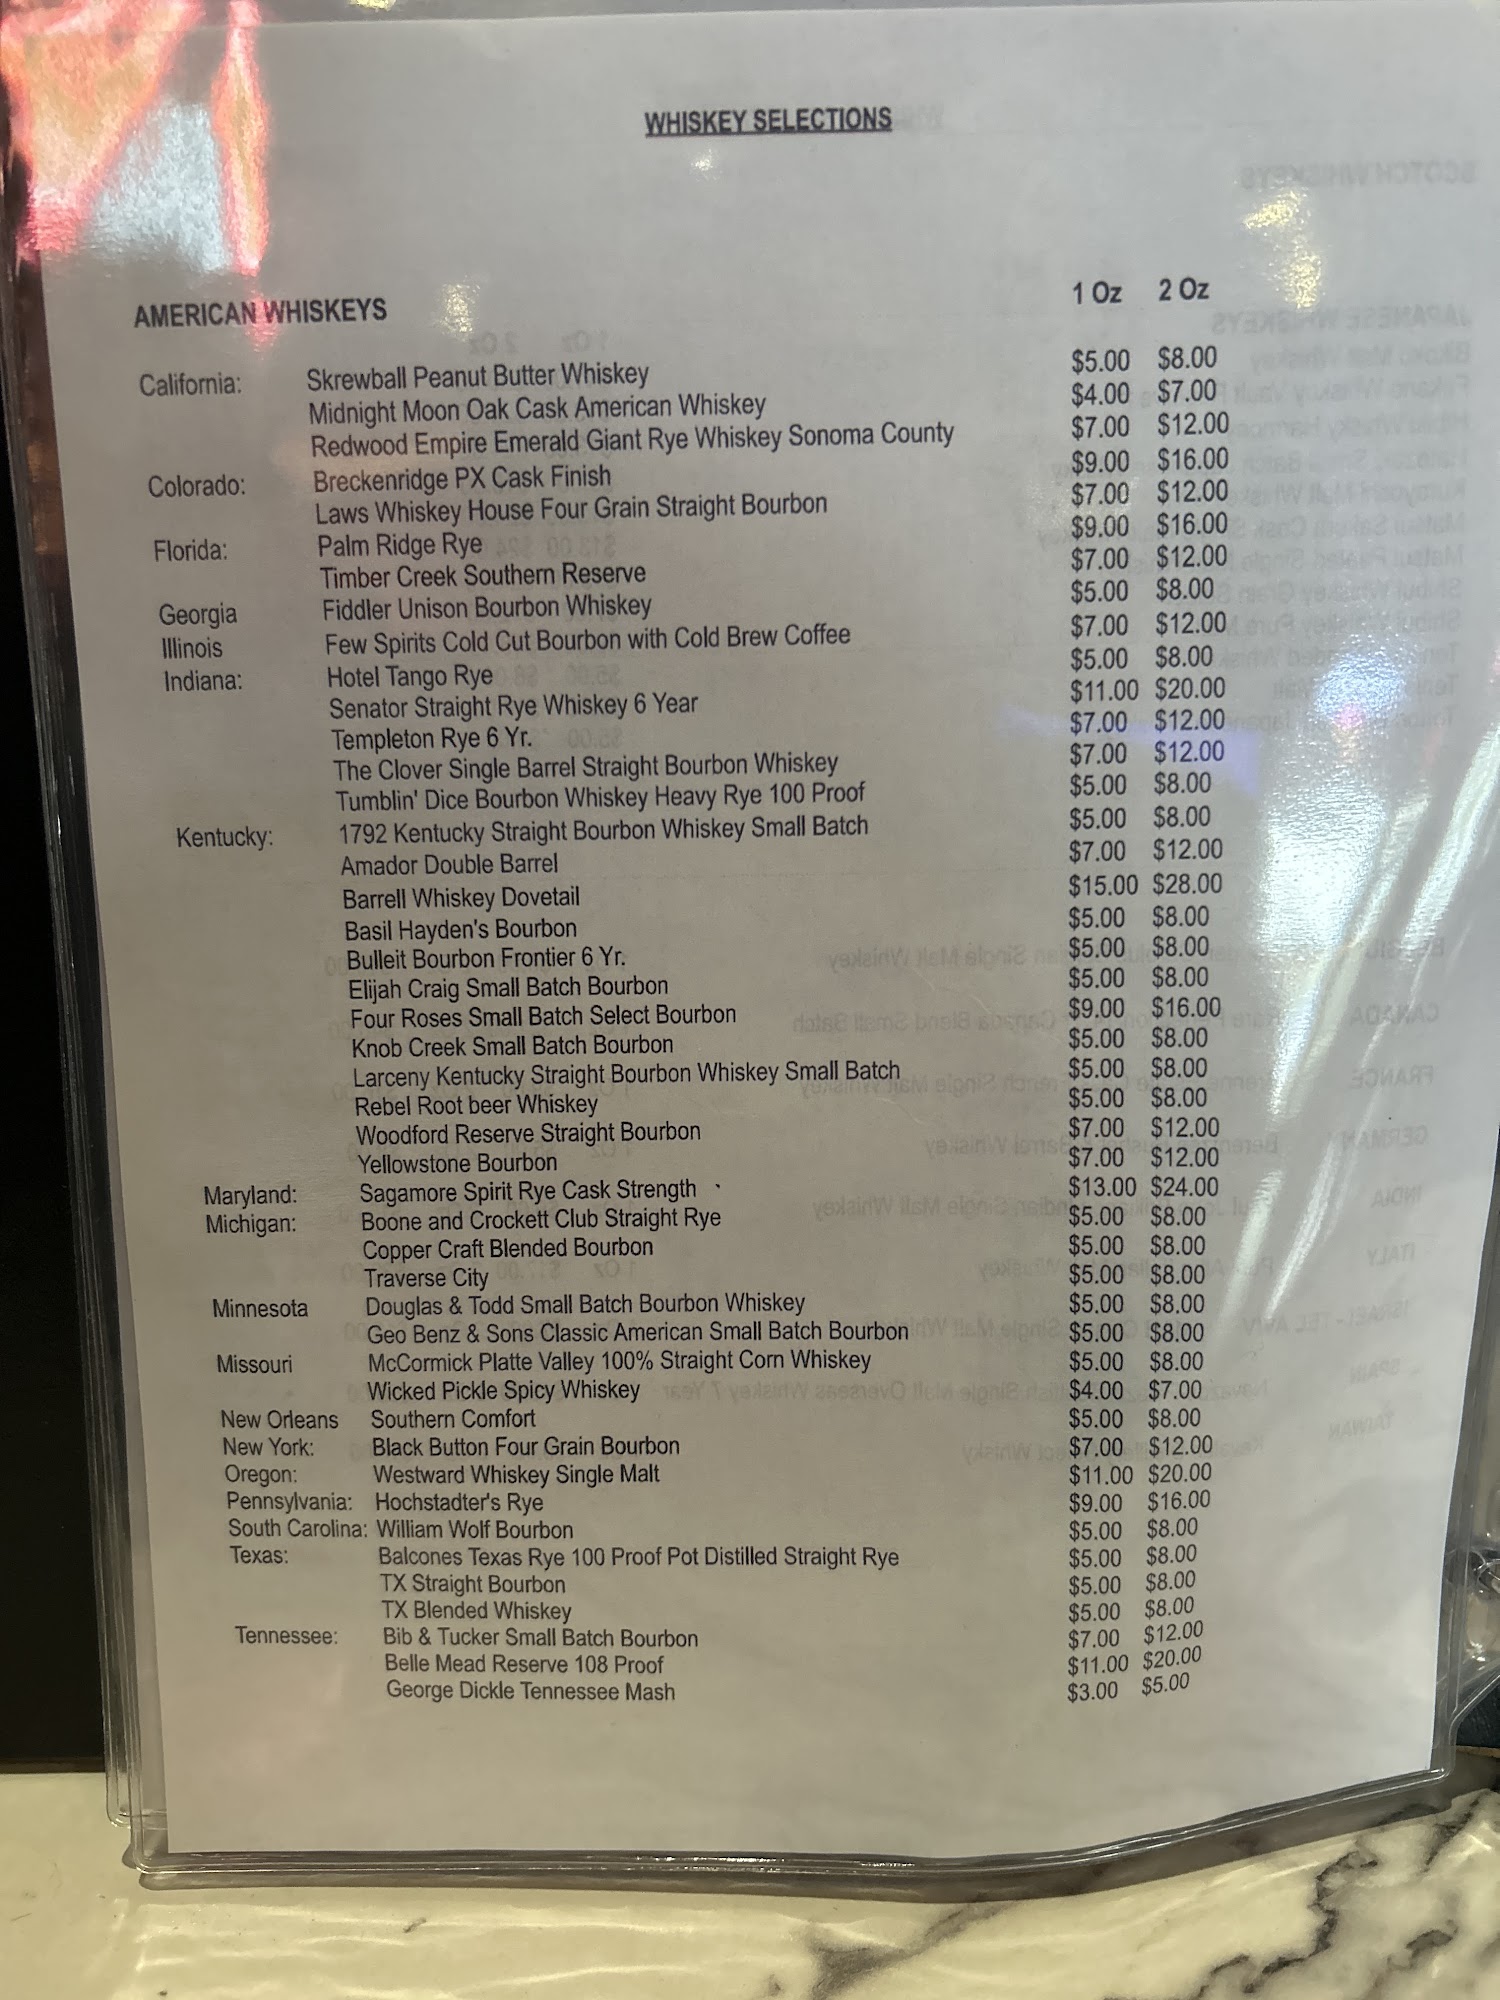 WHISKEY SELECTIONS
AMERICAN WHISKEYS 1 Oz 2 Oz
California: Skrewball Peanut Butter Whiskey $5.00 $8.00
Midnight Moon Oak Cask American Whiskey $4.00 $7.00
Redwood Empire Emerald Giant Rye Whiskey Sonoma County $7.00 $12.00
Colorado: Breckenridge PX Cask Finish $9.00 $16.00
Laws Whiskey House Four Grain Straight Bourbon $7.00 $12.00
Florida: Palm Ridge Rye $9.00 $16.00
Timber Creek Southern Reserve $7.00 $12.00
Georgia Fiddler Unison Bourbon Whiskey $5.00 $8.00
Illinois Few Spirits Cold Cut Bourbon with Cold Brew Coffee $7.00 $12.00
Indiana: Hotel Tango Rye $5.00 $8.00
Senator Straight Rye Whiskey 6 Year $11.00 $20.00
Templeton Rye 6 Yr. $7.00 $12.00
The Clover Single Barrel Straight Bourbon Whiskey $7.00 $12.00
Tumblin' Dice Bourbon Whiskey Heavy Rye 100 Proof $5.00 $8.00
Kentucky: 1792 Kentucky Straight Bourbon Whiskey Small Batch $5.00 $8.00
Amador Double Barrel $7.00 $12.00
Barrell Whiskey Dovetail $15.00 $28.00
Basil Hayden's Bourbon $5.00 $8.00
Bulleit Bourbon Frontier 6 Yr. $5.00 $8.00
Elijah Craig Small Batch Bourbon $5.00 $8.00
Four Roses Small Batch Select Bourbon $9.00 $16.00
Knob Creek Small Batch Bourbon $5.00 $8.00
Larceny Kentucky Straight Bourbon Whiskey Small Batch $5.00 $8.00
Rebel Root beer Whiskey $5.00 $8.00
Woodford Reserve Straight Bourbon $7.00 $12.00
Yellowstone Bourbon $7.00 $12.00
Maryland: Sagamore Spirit Rye Cask Strength $13.00 $24.00
Michigan: Boone and Crockett Club Straight Rye $5.00 $8.00
Copper Craft Blended Bourbon $5.00 $8.00
Traverse City $5.00 $8.00
Minnesota Douglas & Todd Small Batch Bourbon Whiskey $5.00 $8.00
Geo Benz & Sons Classic American Small Batch Bourbon $5.00 $8.00
Missouri McCormick Platte Valley 100% Straight Corn Whiskey $5.00 $8.00
Wicked Pickle Spicy Whiskey $4.00 $7.00
New Orleans Southern Comfort $5.00 $8.00
New York: Black Button Four Grain Bourbon $7.00 $12.00
Oregon: Westward Whiskey Single Malt $11.00 $20.00
Pennsylvania: Hochstadter's Rye $9.00 $16.00
South Carolina: William Wolf Bourbon $5.00 $8.00
Texas: Balcones Texas Rye 100 Proof Pot Distilled Straight Rye $5.00 $8.00
TX Straight Bourbon $5.00 $8.00
TX Blended Whiskey $5.00 $8.00
Tennessee: Bib & Tucker Small Batch Bourbon $7.00 $12.00
Belle Mead Reserve 108 Proof $11.00 $20.00
George Dickle Tennessee Mash $3.00 $5.00